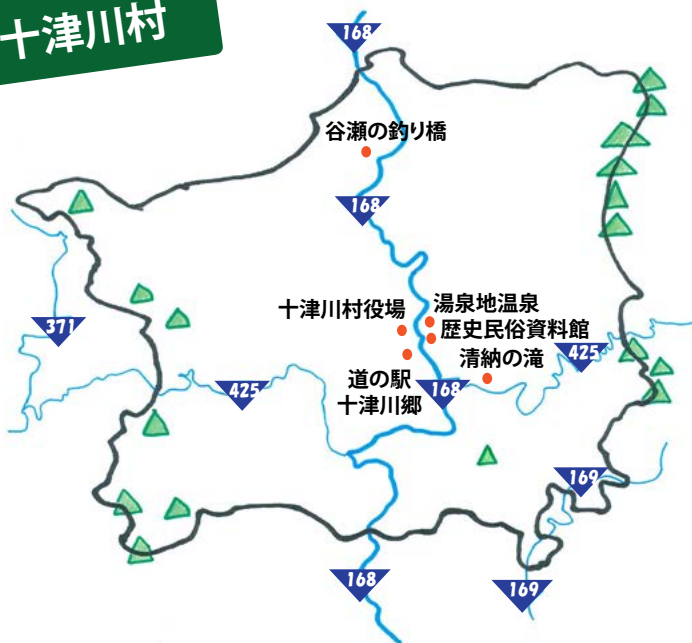 十津川村
168
谷瀬の釣り橋
168
湯泉地温泉
十津川村役場
歴史民俗資料館
371
清納の滝
425
道の駅
十津川郷
168
425
169
168
169